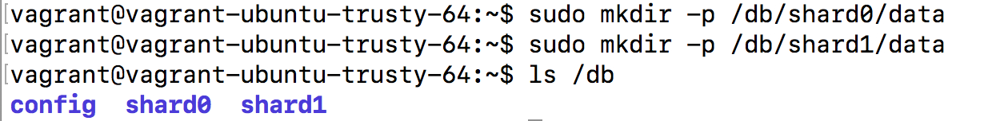 [vagrant@vagrant-ubuntu-trusty-64:~$ sudo mkdir -p /db/shard0/data
[vagrant@vagrant-ubuntu-trusty-64:~$ sudo mkdir -p /db/shard1/data
[vagrant@vagrant-ubuntu-trusty-64:~$ ls /db
config  shard0  shard1